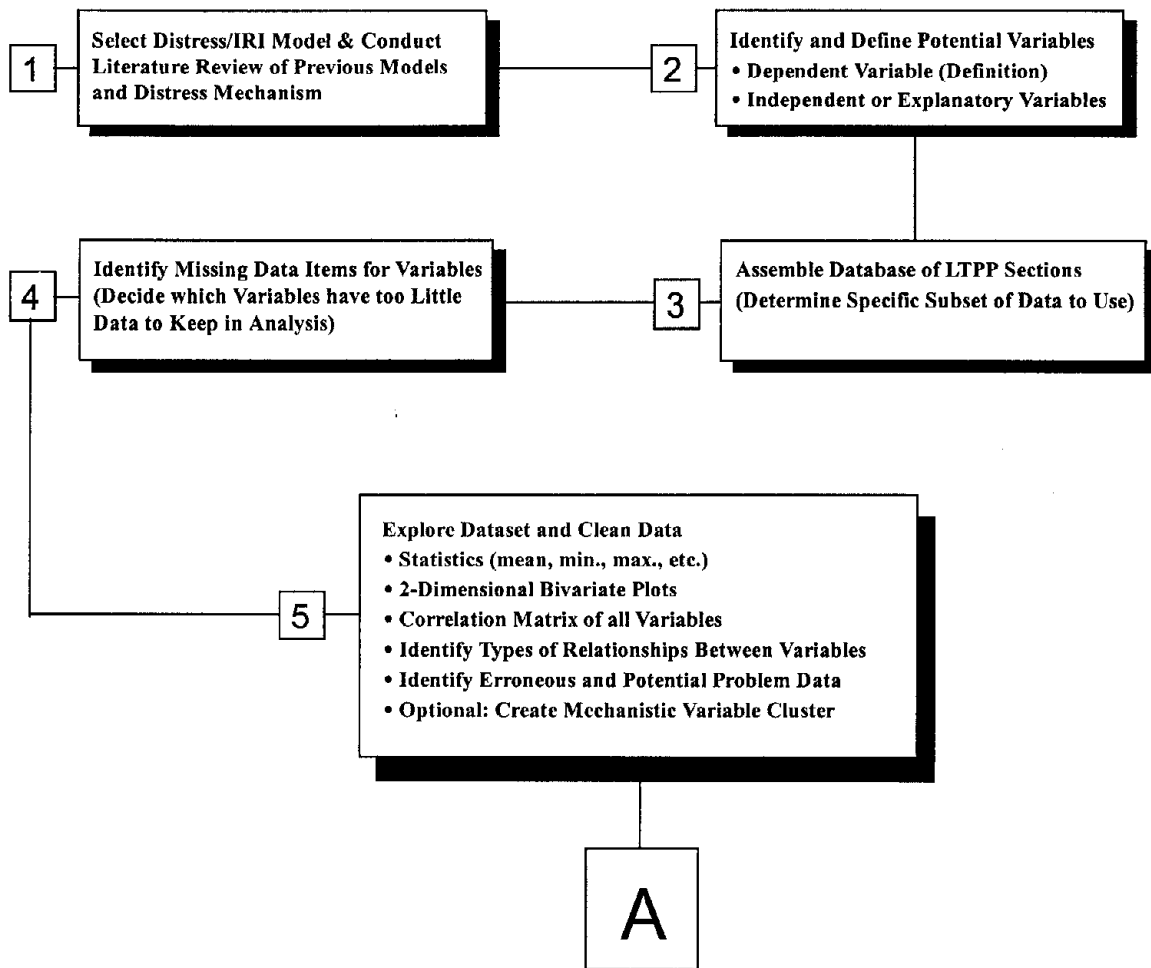 1
Select Distress/IRI Model & Conduct
Literature Review of Previous Models
and Distress Mechanism
2
Identify and Define Potential Variables
• Dependent Variable (Definition)
• Independent or Explanatory Variables
3
Assemble Database of LTPP Sections
(Determine Specific Subset of Data to Use)
4
Identify Missing Data Items for Variables
(Decide which Variables have too Little
Data to Keep in Analysis)
5
Explore Dataset and Clean Data
• Statistics (mean, min., max., etc.)
• 2-Dimensional Bivariate Plots
• Correlation Matrix of all Variables
• Identify Types of Relationships Between Variables
• Identify Erroneous and Potential Problem Data
• Optional: Create Mechanistic Variable Cluster
A